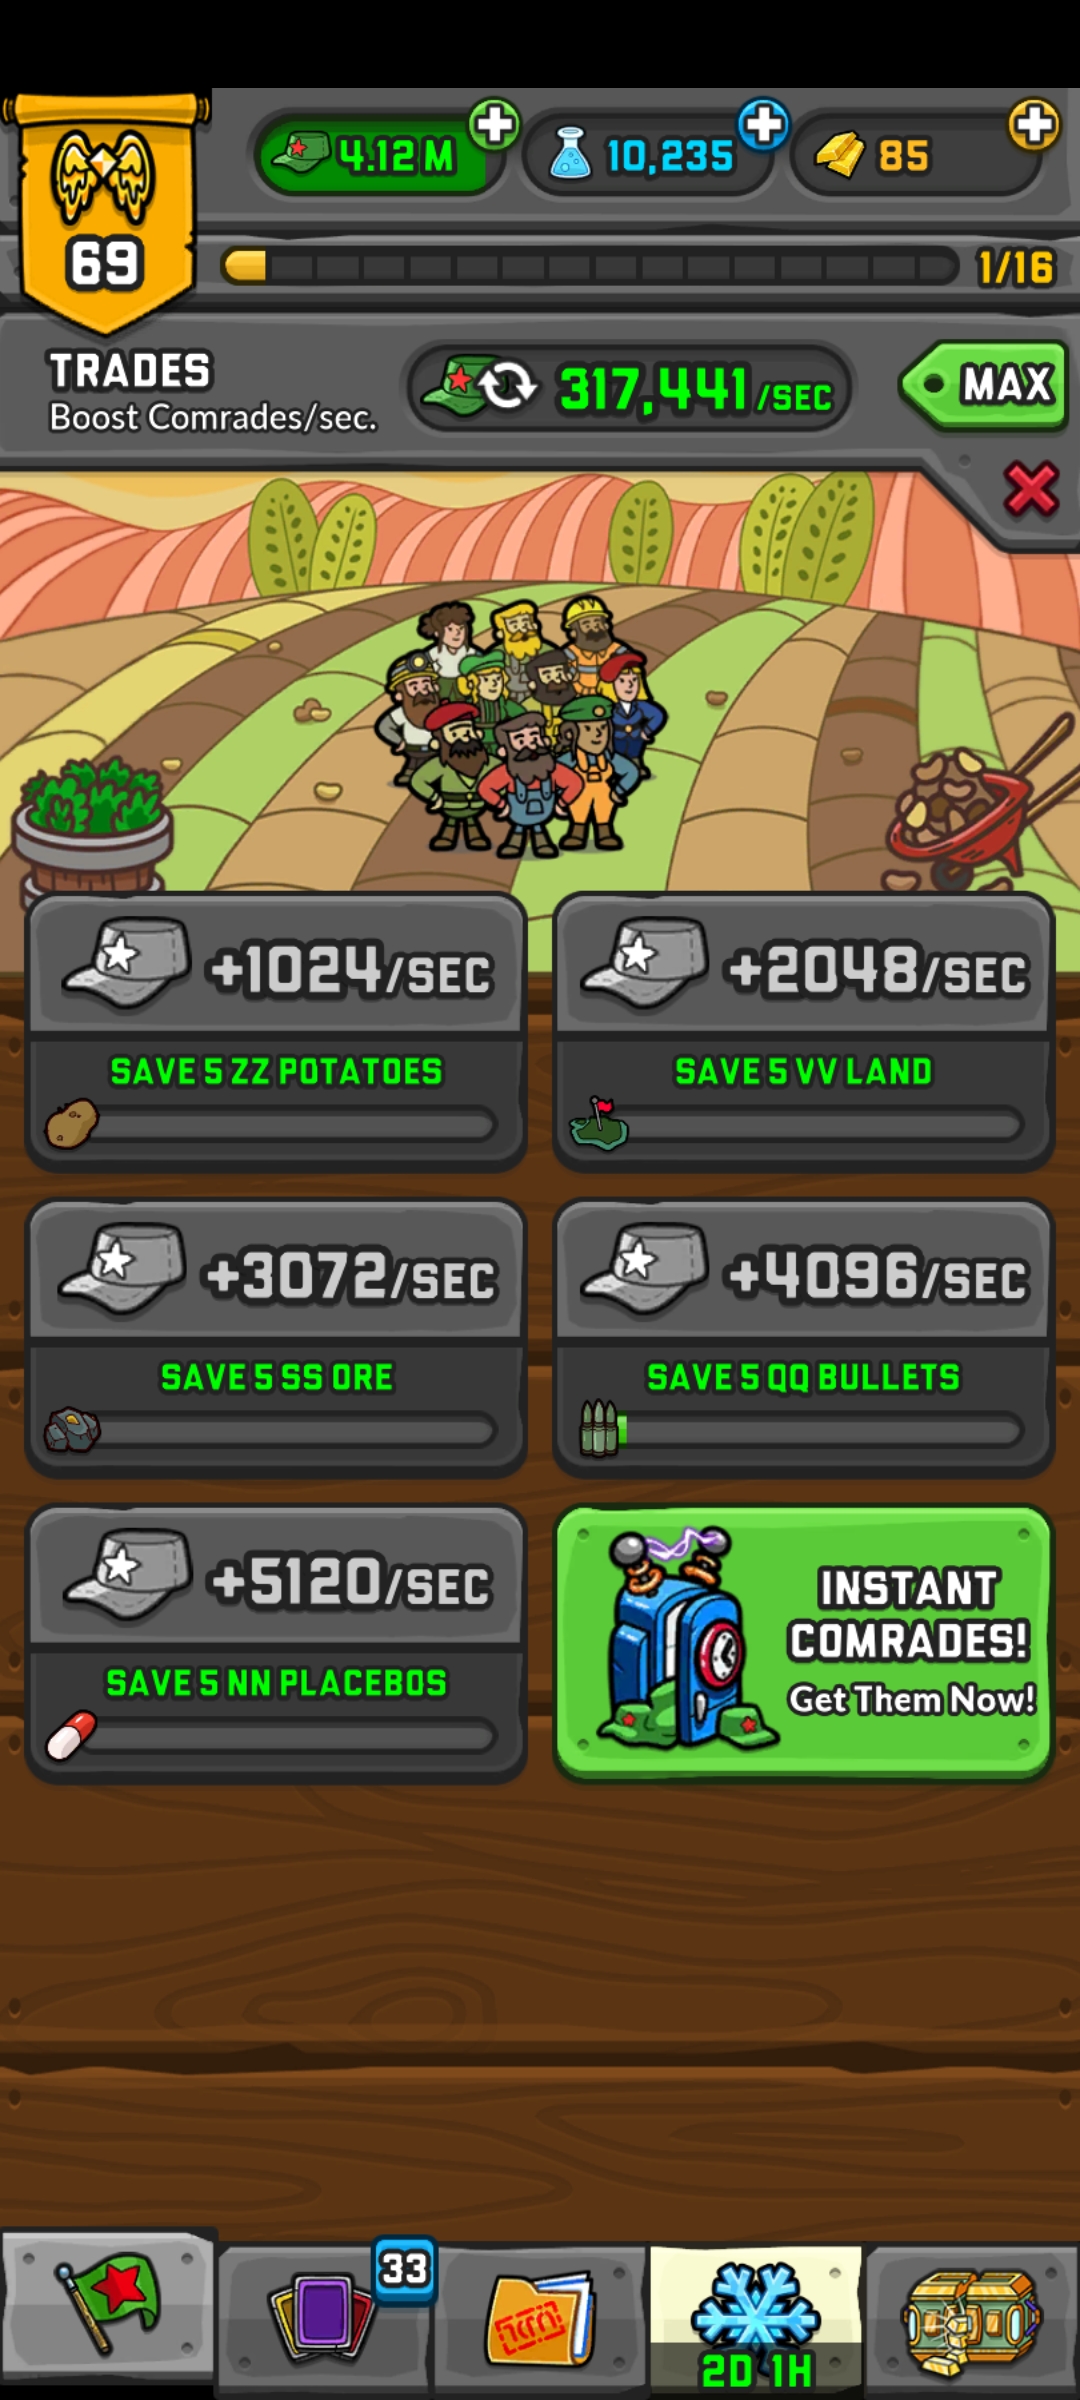 4.12 M
10,235
85
69
1/16
TRADES
Boost Comrades/sec.
317,441/SEC
MAX
+1024/SEC
+2048/SEC
SAVE 5 ZZ POTATOES
SAVE 5 VV LAND
+3072/SEC
+4096/SEC
SAVE 5 SS ORE
SAVE 5 QQ BULLETS
+5120/SEC
INSTANT
COMRADES!
Get Them Now!
SAVE 5 NN PLACEBOS
33
2D 1H